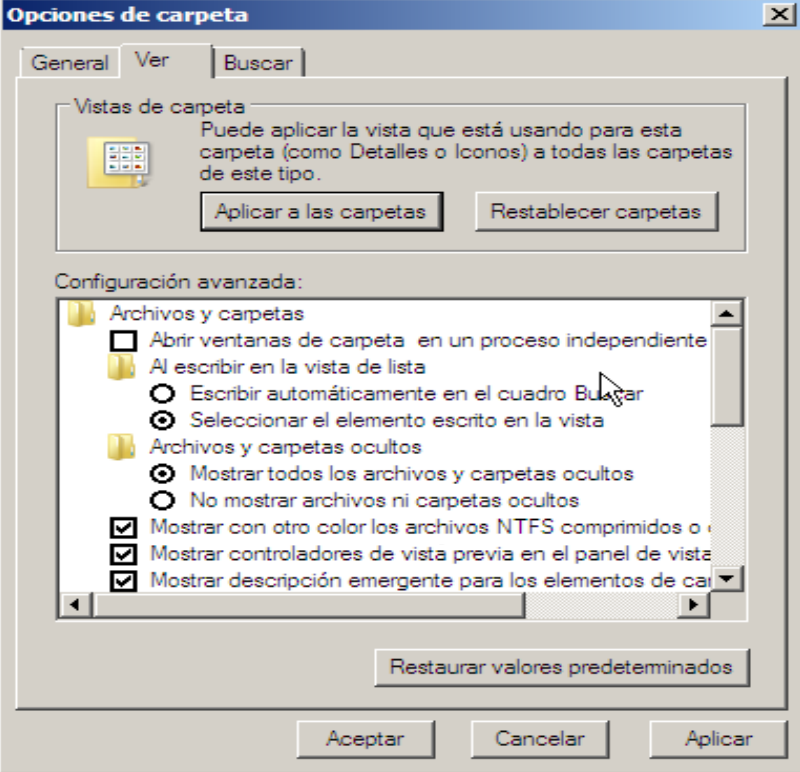 Opciones de carpeta
General Ver Buscar
Vistas de carpeta
Puede aplicar la vista que está usando para esta
carpeta (como Detalles o Iconos) a todas las carpetas
de este tipo.
Aplicar a las carpetas Restablecer carpetas
Configuración avanzada:
Archivos y carpetas
Abrir ventanas de carpeta en un proceso independiente
Al escribir en la vista de lista
Escribir automáticamente en el cuadro Buscar
Seleccionar el elemento escrito en la vista
Archivos y carpetas ocultos
Mostrar todos los archivos y carpetas ocultos
No mostrar archivos ni carpetas ocultos
Mostrar con otro color los archivos NTFS comprimidos o
Mostrar controladores de vista previa en el panel de vista
Mostrar descripción emergente para los elementos de
Restaurar valores predeterminados
Aceptar Cancelar Aplicar